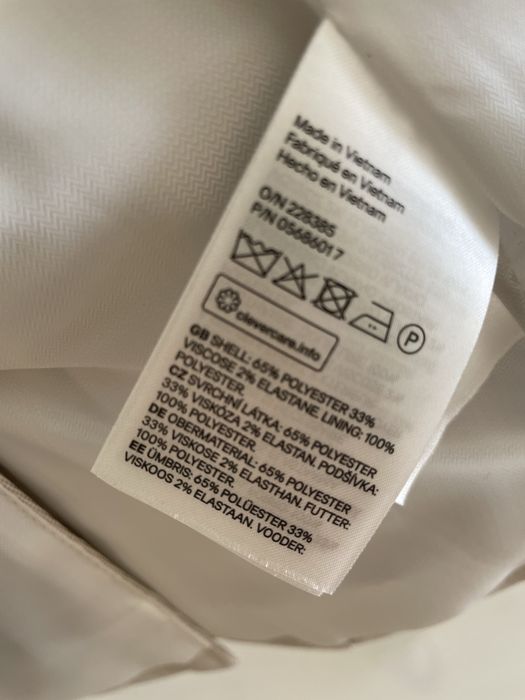 Made in Vietnam
Fabriqué en Vietnam
Hecho en Vietnam
O/N 228385
P/N 05686017
P
clevercare.info
GB SHELL: 65% POLYESTER 33%
VISCOSE 2% ELASTANE. LINING: 100%
POLYESTER.
CZ SVRCHNÍ LÁTKA: 65% POLYESTER
33% VISKÓZA 2% ELASTAN. PODŠÍVKA:
100% POLYESTER.
DE OBERMATERIAL: 65% POLYESTER
33% VISKOSE 2% ELASTHAN. FUTTER:
100% POLYESTER.
EE ÜMBRIS: 65% POLÜESTER 33%
VISKOOS 2% ELASTAAN. VOODER: